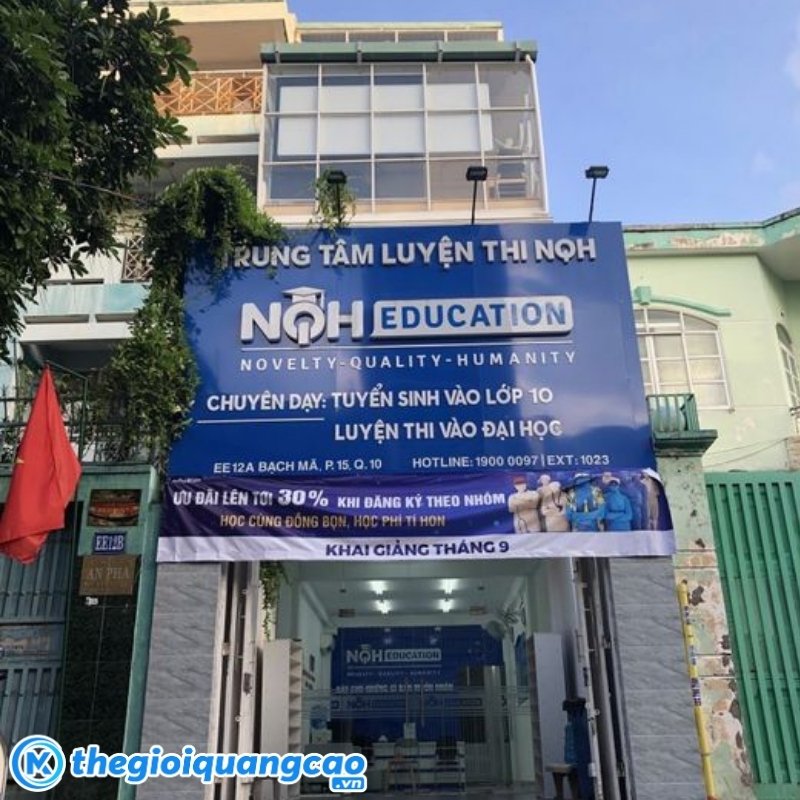 TRUNG TÂM LUYỆN THI NQH
NQH EDUCATION
NOVELTY-QUALITY-HUMANITY
CHUYÊN DẠY: TUYỂN SINH VÀO LỚP 10
LUYỆN THI VÀO ĐẠI HỌC
EE12A BẠCH MÃ, P. 15, Q. 10 HOTLINE: 1900 0097 | EXT: 1023
ƯU ĐÃI LÊN TỚI 30% KHI ĐĂNG KÝ THEO NHÓM
HỌC CÙNG ĐỒNG BỌN, HỌC PHÍ TÍ HON
KHAI GIẢNG THÁNG 9
EE12B
AN PHA
NQH EDUCATION
NOVELTY-QUALITY-HUMANITY
thegioiquangcao.vn